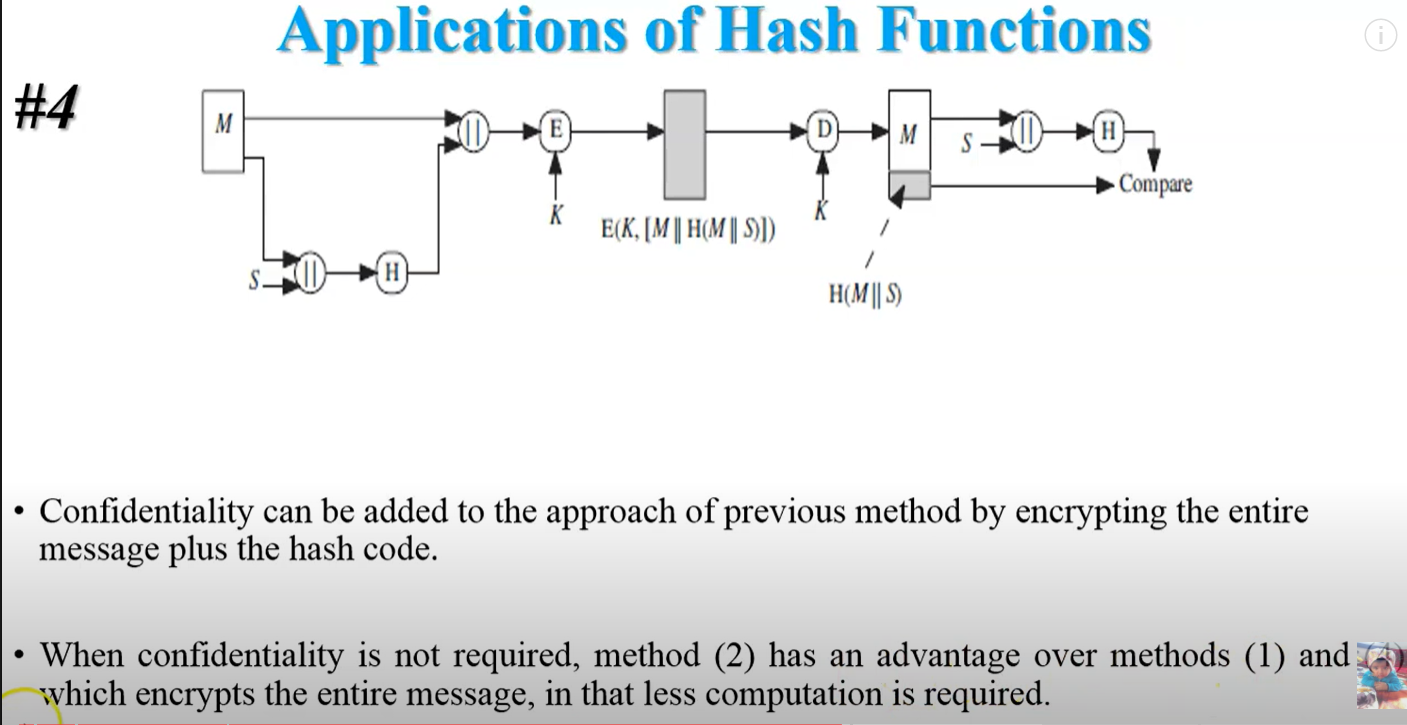 Applications of Hash Functions
#4
M
|| E D M S || H
Compare
K K
E(K, [M || H(M || S)])
S || H
H(M || S)
• Confidentiality can be added to the approach of previous method by encrypting the entire
message plus the hash code.
• When confidentiality is not required, method (2) has an advantage over methods (1) and
which encrypts the entire message, in that less computation is required.